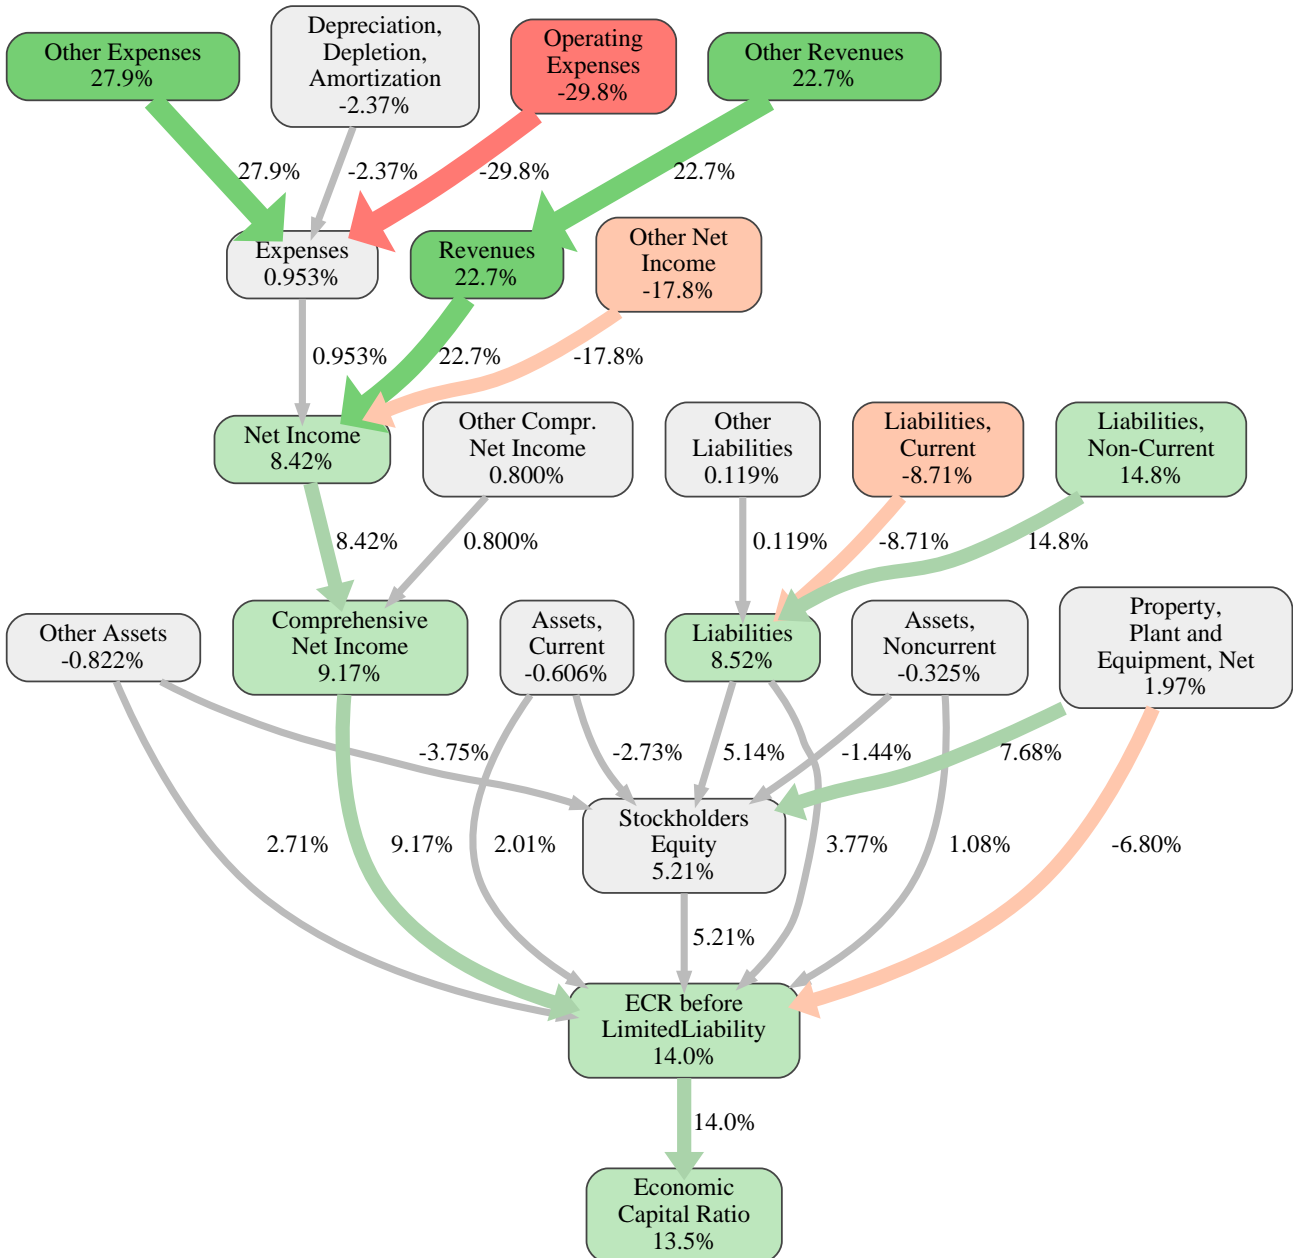 Other Expenses
27.9%
Depreciation,
Depletion,
Amortization
-2.37%
Operating
Expenses
-29.8%
Other Revenues
22.7%
27.9%
-2.37%
-29.8%
22.7%
Expenses
0.953%
Revenues
22.7%
Other Net
Income
-17.8%
0.953%
22.7%
-17.8%
Net Income
8.42%
Other Compr.
Net Income
0.800%
Other
Liabilities
0.119%
Liabilities,
Current
-8.71%
Liabilities,
Non-Current
14.8%
8.42%
0.800%
0.119%
-8.71%
14.8%
Other Assets
-0.822%
Comprehensive
Net Income
9.17%
Assets,
Current
-0.606%
Liabilities
8.52%
Assets,
Noncurrent
-0.325%
Property,
Plant and
Equipment, Net
1.97%
-3.75%
-2.73%
5.14%
-1.44%
7.68%
2.71%
9.17%
2.01%
Stockholders
Equity
5.21%
3.77%
1.08%
-6.80%
5.21%
ECR before
LimitedLiability
14.0%
14.0%
Economic
Capital Ratio
13.5%